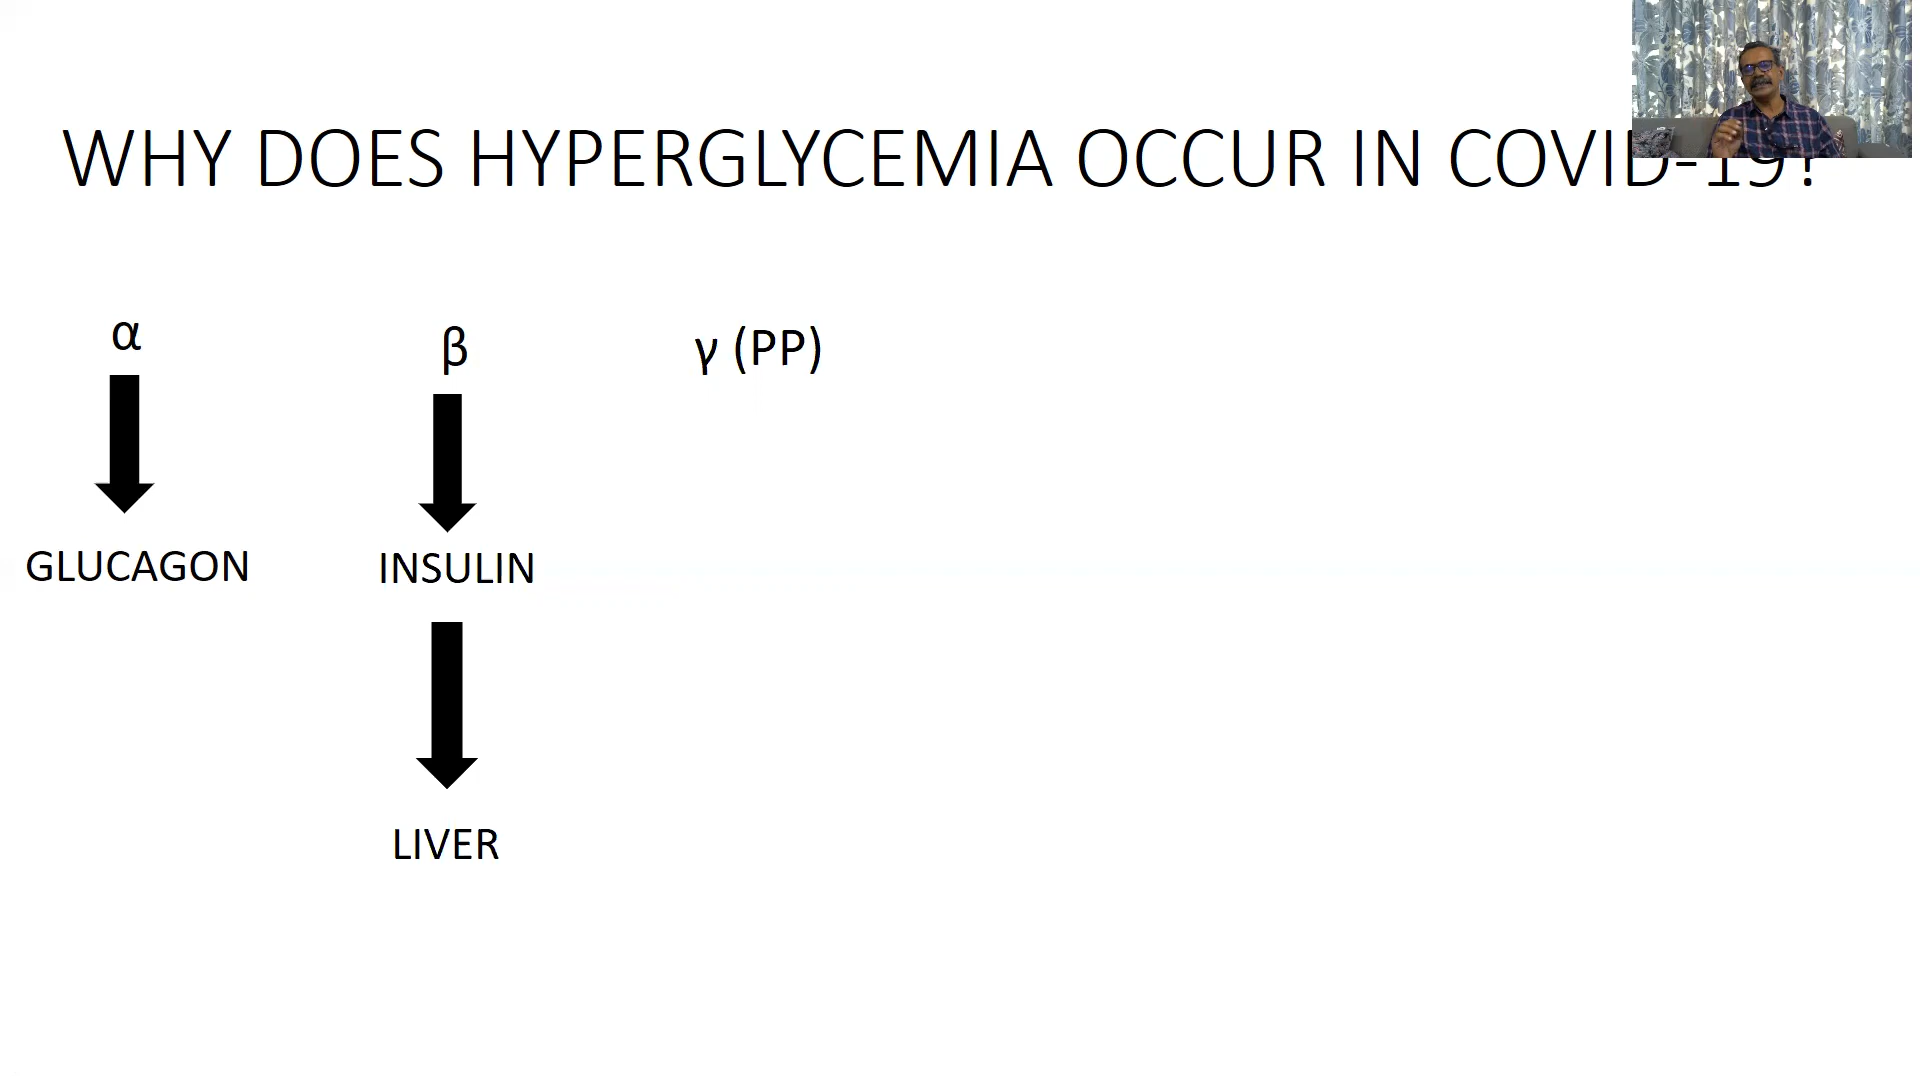 WHY DOES HYPERGLYCEMIA OCCUR IN COVID-19?
α β γ (PP)
GLUCAGON INSULIN
LIVER